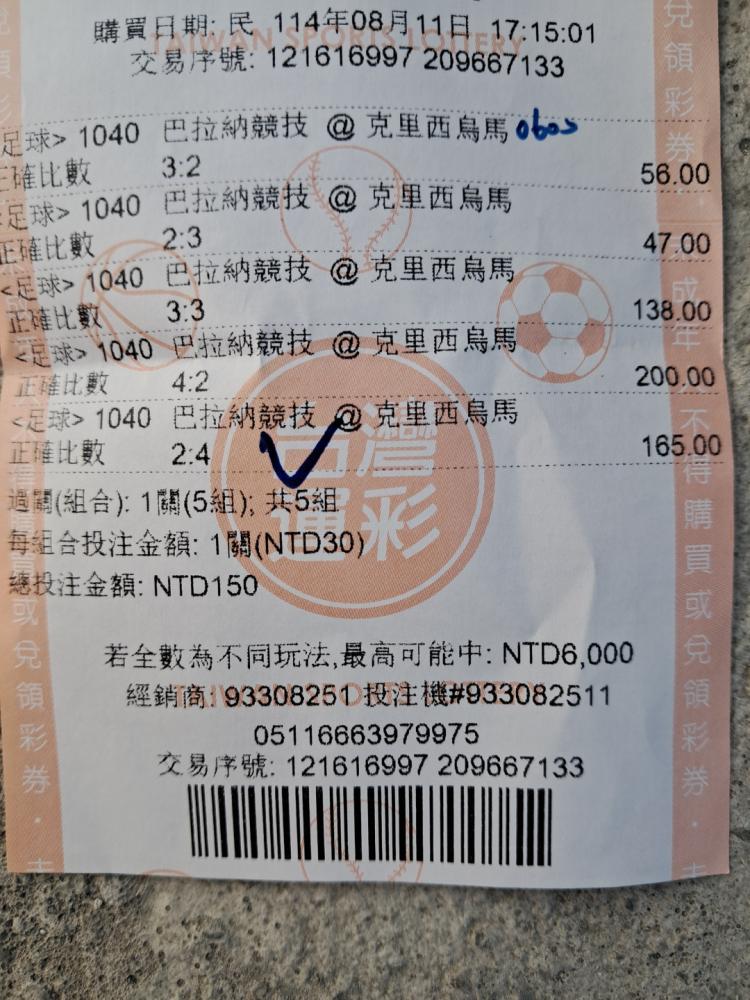 購買日期: 民 114年08月11日 17:15:01
TAIWAN SPORTS LOTTERY
交易序號: 121616997 209667133
足球> 1040 巴拉納競技 @ 克里西烏馬
正確比數 3:2 56.00
<足球> 1040 巴拉納競技 @ 克里西烏馬
正確比數 2:3 47.00
<足球> 1040 巴拉納競技 @ 克里西烏馬
正確比數 3:3 138.00
<足球> 1040 巴拉納競技 @ 克里西烏馬
正確比數 4:2 200.00
<足球> 1040 巴拉納競技 @ 克里西烏馬
正確比數 2:4 165.00
台灣
運彩
過關(組合): 1關(5組); 共5組
每組合投注金額: 1關(NTD30)
總投注金額: NTD150
若全數為不同玩法,最高可能中: NTD6,000
經銷商: 93308251 投注機#933082511
05116663979975
交易序號: 121616997 209667133
兌領彩券
成年
不得購買或兌領彩券·未
或兌領彩券·未